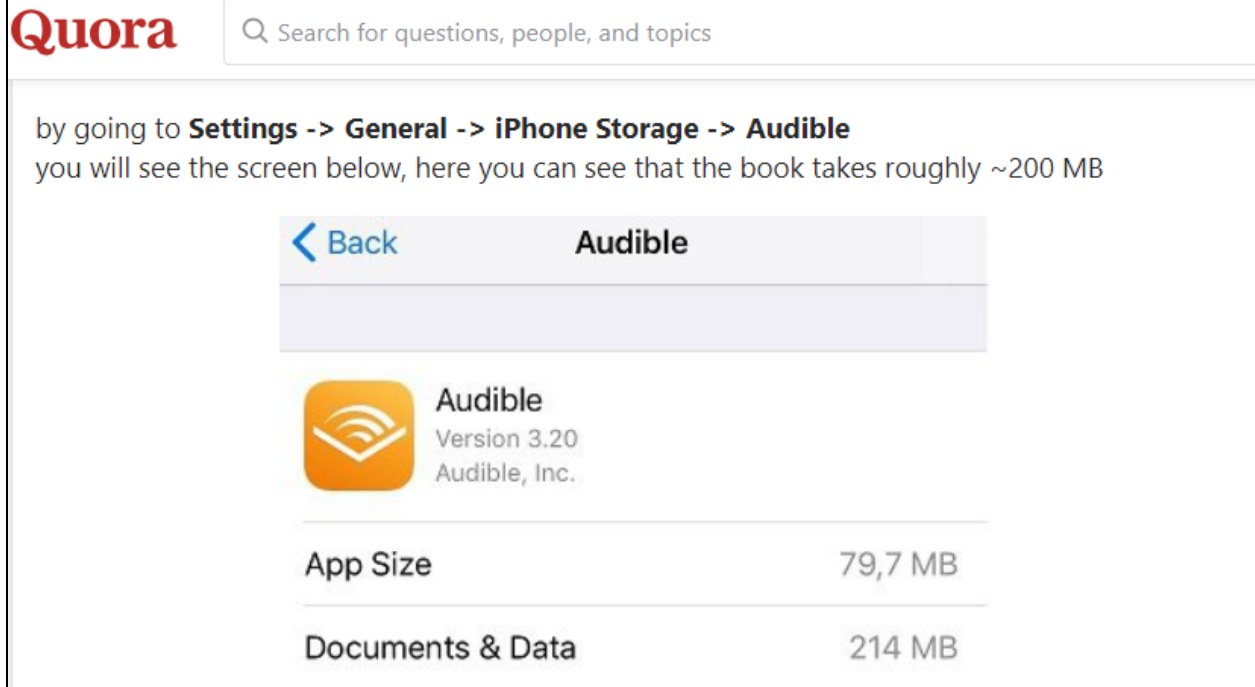 Quora
Search for questions, people, and topics
by going to Settings -> General -> iPhone Storage -> Audible
you will see the screen below, here you can see that the book takes roughly ~200 MB
Back Audible
Audible
Version 3.20
Audible, Inc.
App Size 79,7 MB
Documents & Data 214 MB